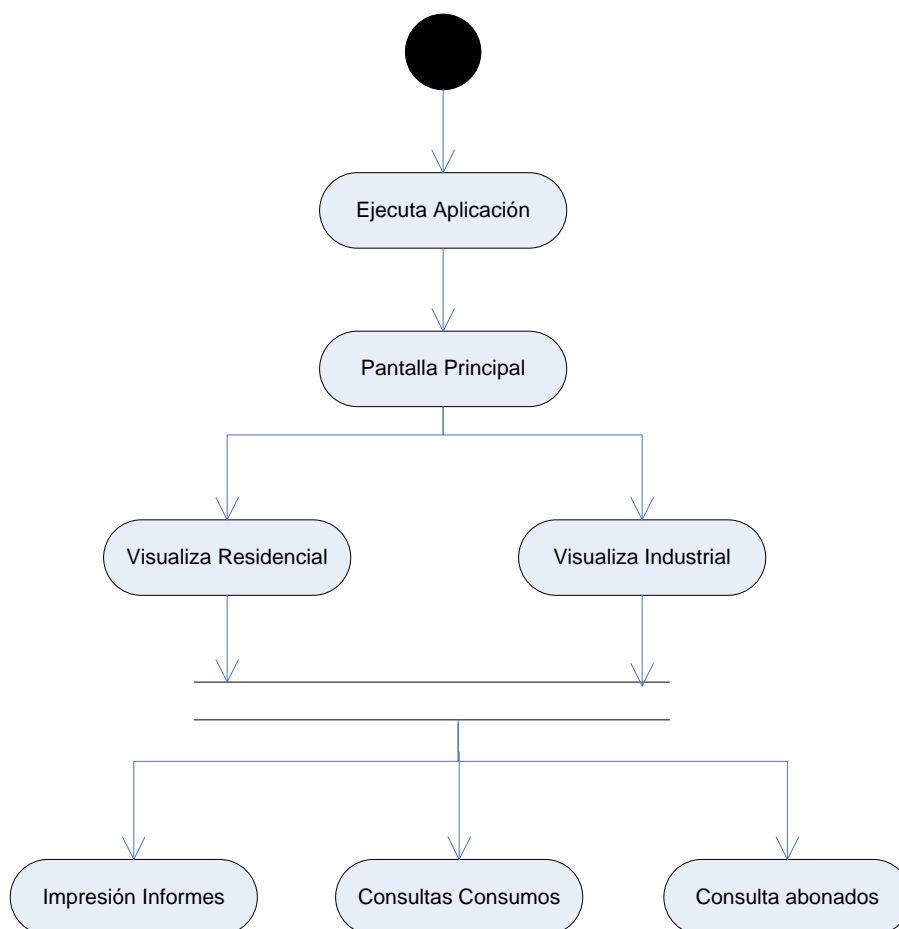 Ejecuta Aplicación
Pantalla Principal
Visualiza Residencial
Visualiza Industrial
Impresión Informes
Consultas Consumos
Consulta abonados